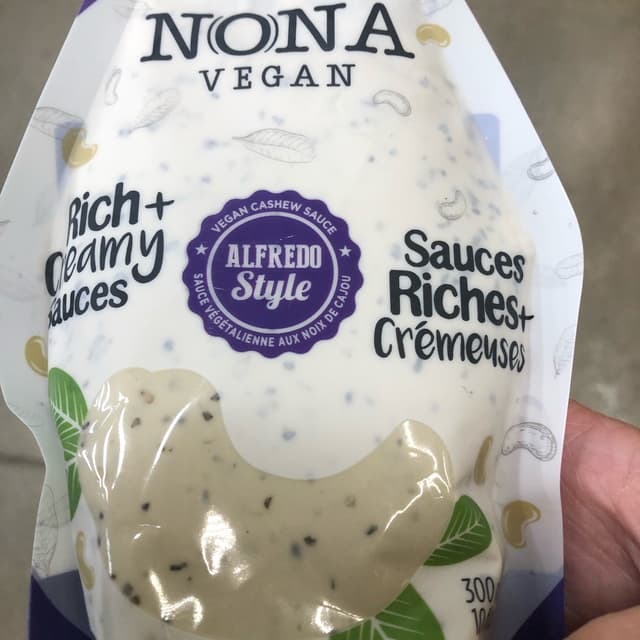 NONA
VEGAN
Rich+
Creamy
Sauces
VEGAN CASHEW SAUCE
ALFREDO
Style
SAUCE VÉGÉTALIENNE AUX NOIX DE CAJOU
Sauces
Riches+
Crémeuses
300